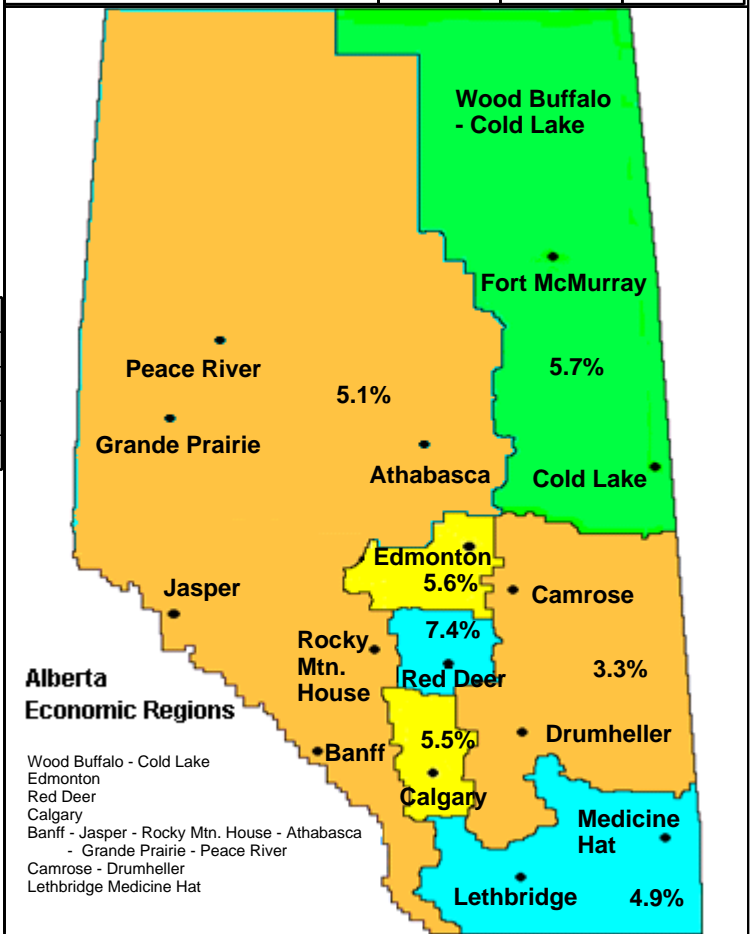 Wood Buffalo
- Cold Lake
Fort McMurray
Peace River
5.7%
5.1%
Grande Prairie
Athabasca
Cold Lake
Edmonton
5.6%
Jasper
Camrose
7.4%
Rocky
Mtn.
House
3.3%
Red Deer
Alberta
Economic Regions
Drumheller
5.5%
Banff
Calgary
Wood Buffalo - Cold Lake
Edmonton
Red Deer
Calgary
Banff - Jasper - Rocky Mtn. House - Athabasca
- Grande Prairie - Peace River
Camrose - Drumheller
Lethbridge Medicine Hat
Medicine
Hat
Lethbridge
4.9%